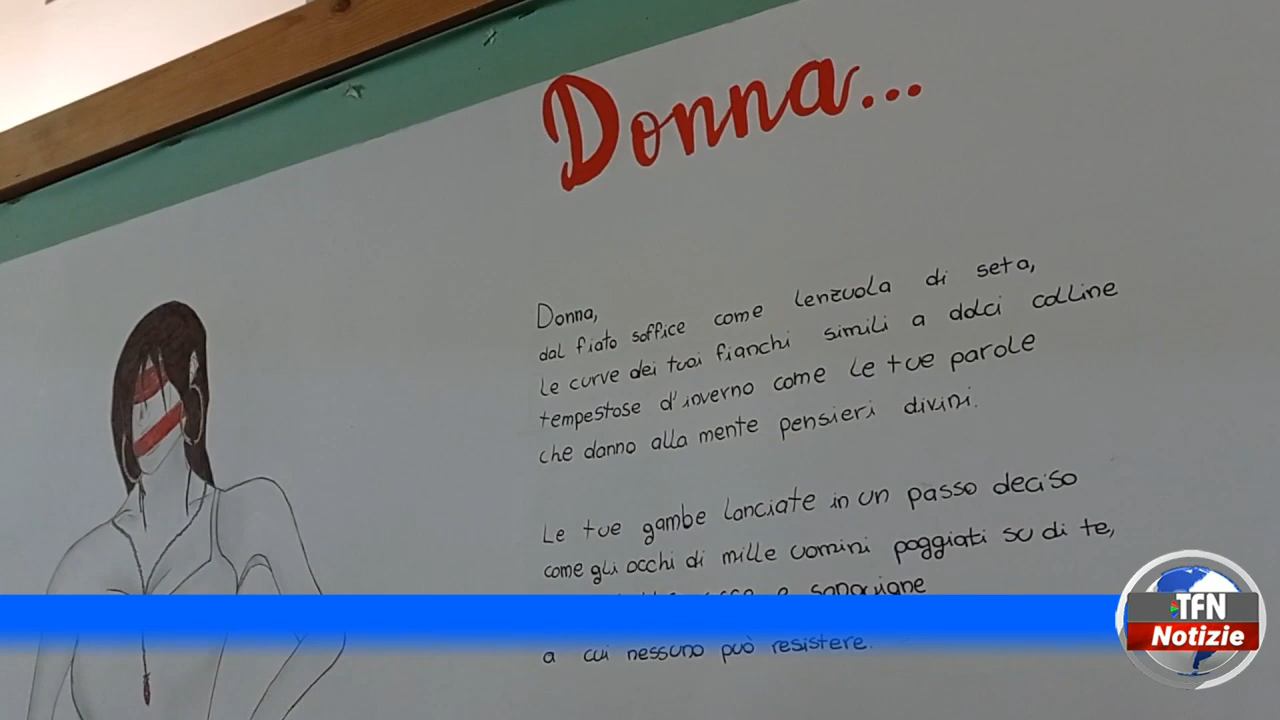 Donna...
Donna,
dal fiato soffice come lenzuola di seta,
le curve dei tuoi fianchi simili a dolci colline
tempestose d'inverno come le tue parole
che danno alla mente pensieri divini.
Le tue gambe lanciate in un passo deciso
come gli occhi di mille uomini poggiati su di te,
e sanguigne
a cui nessuno può resistere.
TFN
Notizie